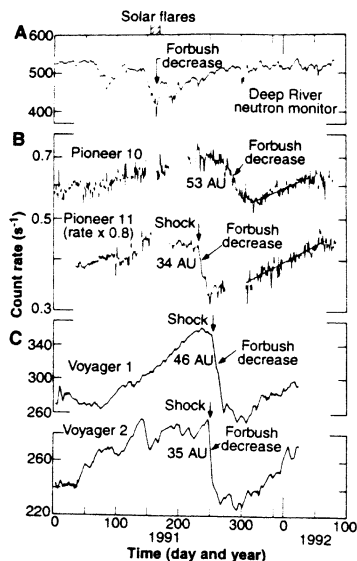 Solar flares
A
600
Forbush
decrease
500
Deep River
neutron monitor
400
B
Pioneer 10
0.7
Forbush
decrease
53 AU
0.5
Pioneer 11
(rate x 0.8)
Shock
Forbush
decrease
34 AU
0.3
Count rate (s⁻¹)
C
Shock
340
Voyager 1
46 AU
Forbush
decrease
300
260
Shock
Voyager 2
Forbush
decrease
35 AU
260
220
0 100 200 300 0 100
1991 1992
Time (day and year)